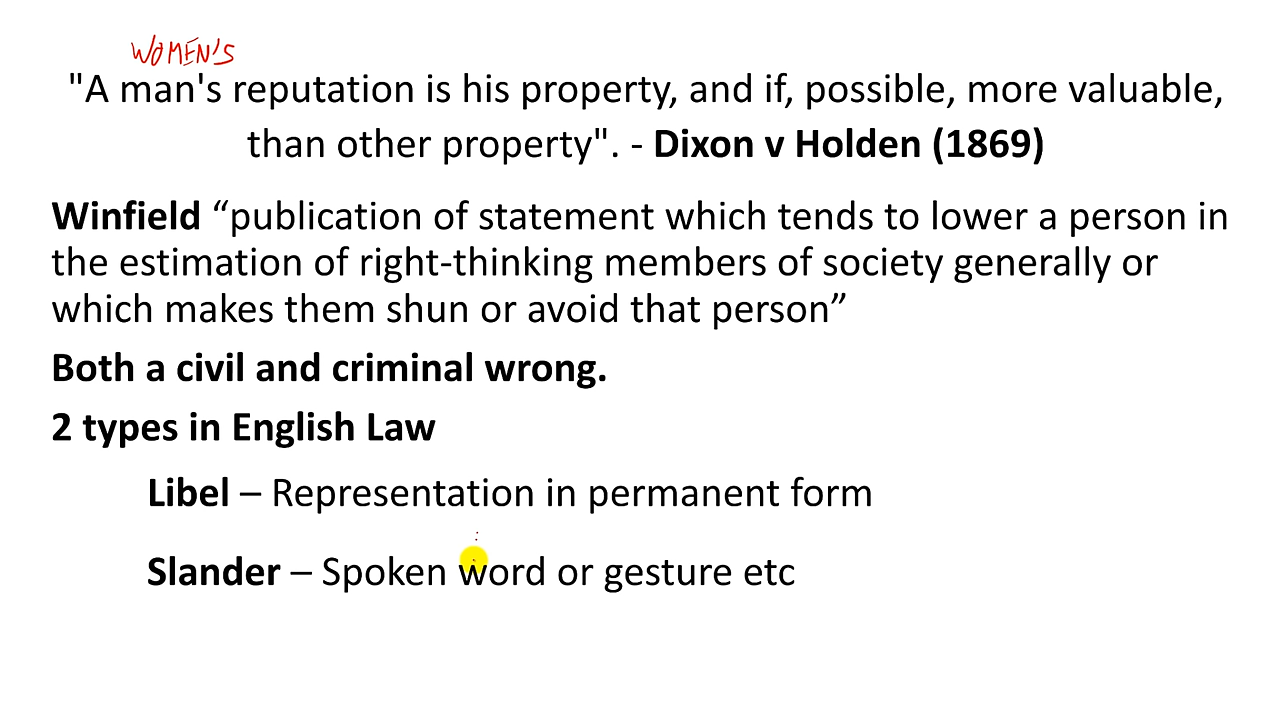 WOMEN'S
"A man's reputation is his property, and if, possible, more valuable,
than other property". - Dixon v Holden (1869)
Winfield “publication of statement which tends to lower a person in
the estimation of right-thinking members of society generally or
which makes them shun or avoid that person”
Both a civil and criminal wrong.
2 types in English Law
Libel – Representation in permanent form
Slander – Spoken word or gesture etc